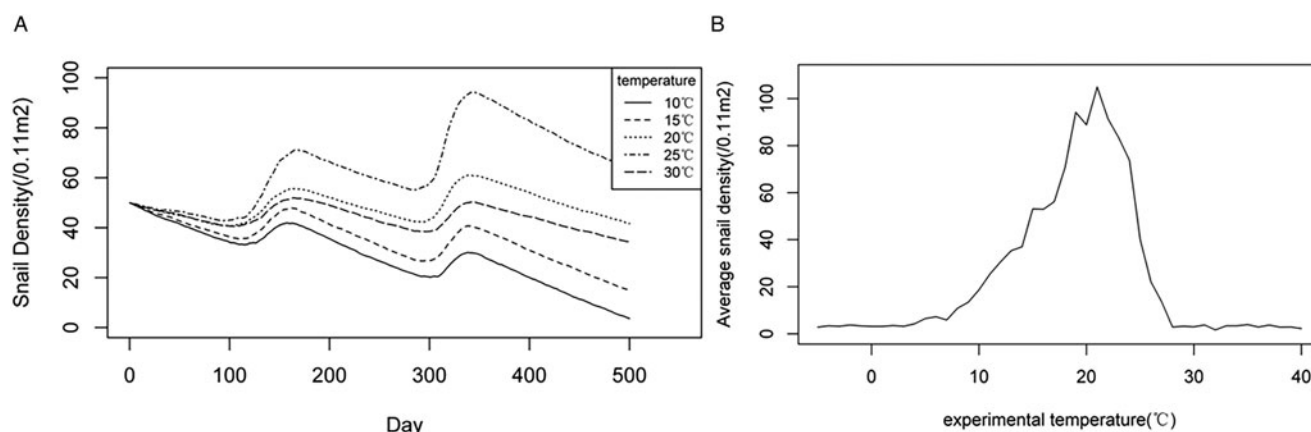 A
Snail Density(/0.11m2)
100
80
60
40
20
0
0 100 200 300 400 500
Day
temperature
10℃
15℃
20℃
25℃
30℃
B
Average snail density(/0.11m2)
100
80
60
40
20
0
0 10 20 30 40
experimental temperature(℃)